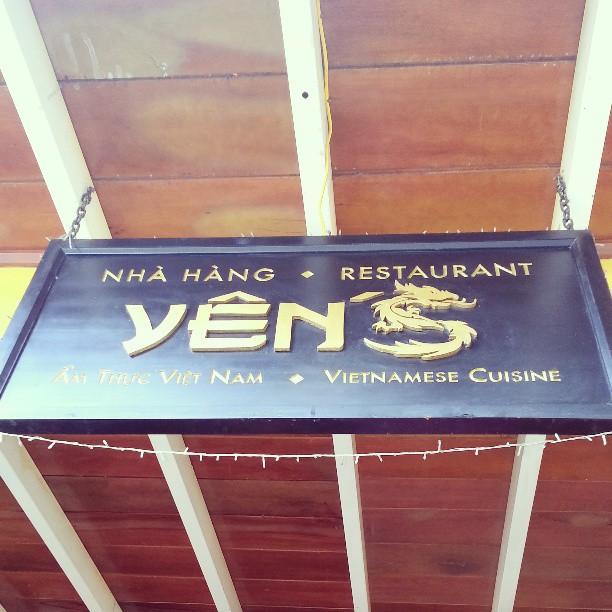 NHÀ HÀNG ◆ RESTAURANT
YÊN'S
ẨM THỰC VIỆT NAM ◆ VIETNAMESE CUISINE